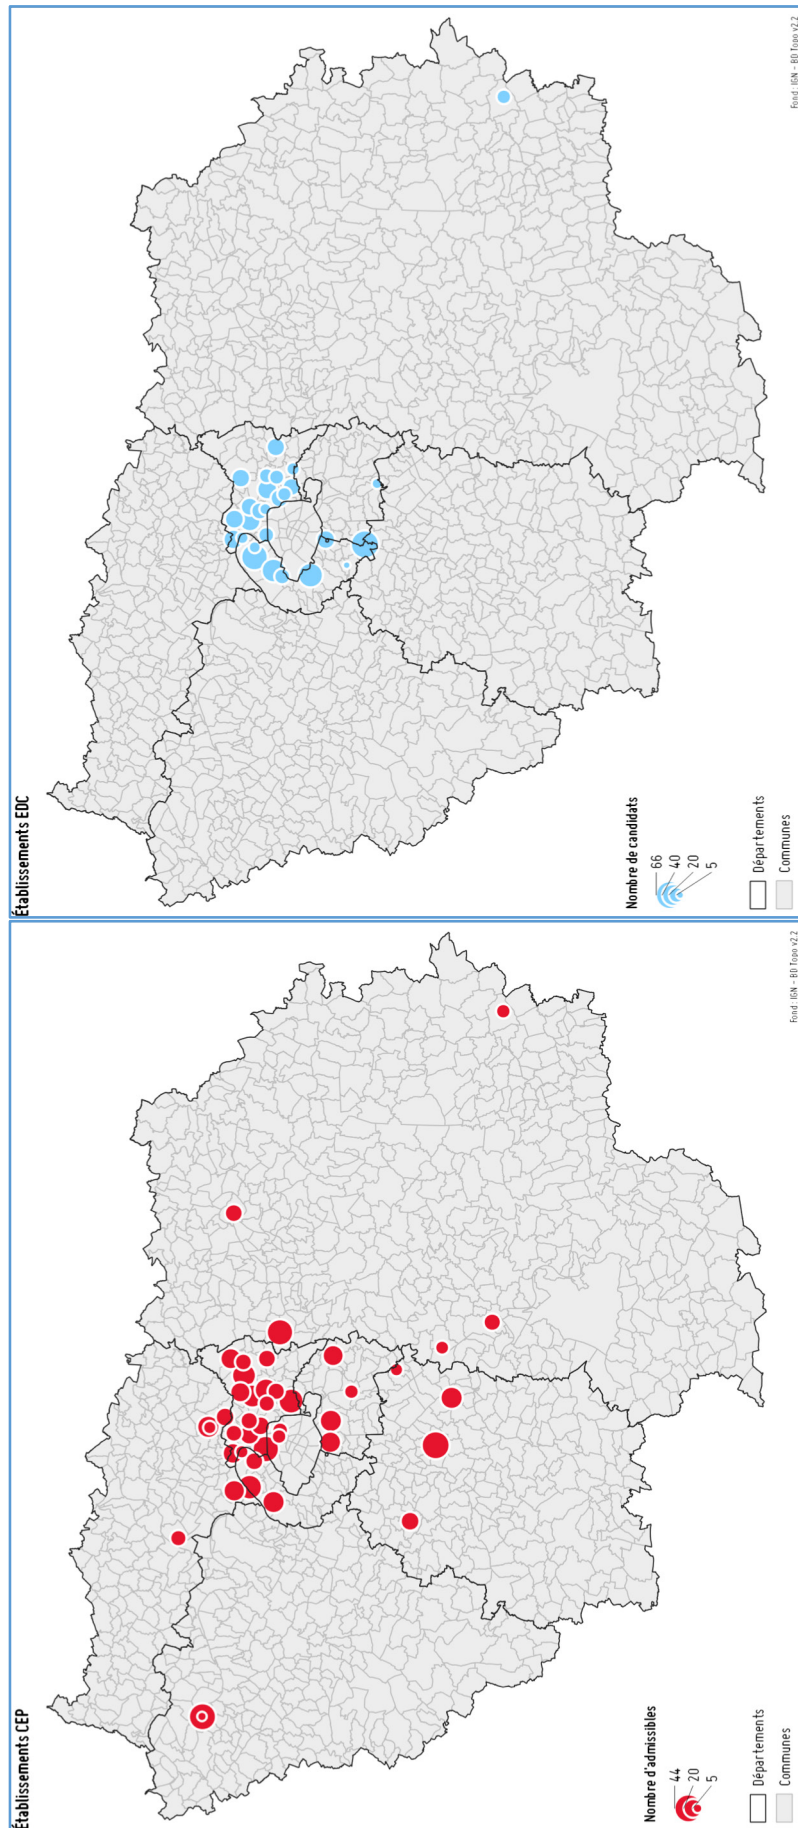 Établissements CEP
Nombre d'admissibles
44
20
5
Départements
Communes
Fond : IGN - BD Topo v2.2
Établissements EDC
Nombre de candidats
66
40
20
5
Départements
Communes
Fond : IGN - BD Topo v2.2